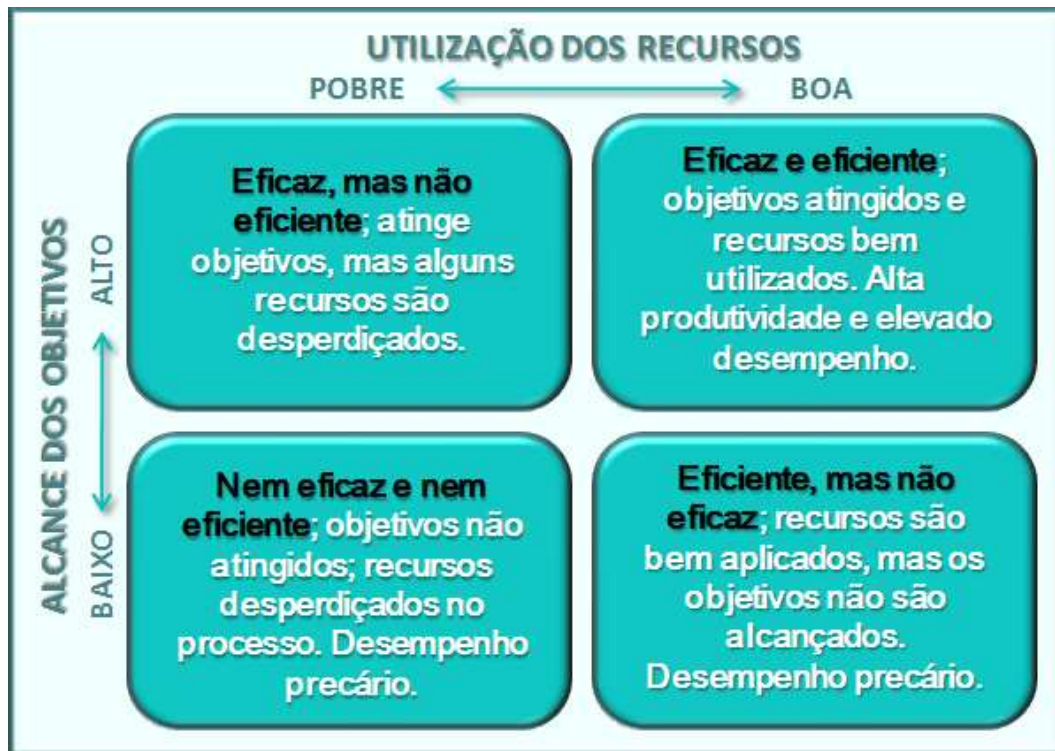 UTILIZAÇÃO DOS RECURSOS
POBRE
BOA
ALCANCE DOS OBJETIVOS
ALTO
BAIXO
Eficaz, mas não
eficiente; atinge
objetivos, mas alguns
recursos são
desperdiçados.
Eficaz e eficiente;
objetivos atingidos e
recursos bem
utilizados. Alta
produtividade e elevado
desempenho.
Nem eficaz e nem
eficiente; objetivos não
atingidos; recursos
desperdiçados no
processo. Desempenho
precário.
Eficiente, mas não
eficaz; recursos são
bem aplicados, mas os
objetivos não são
alcançados.
Desempenho precário.